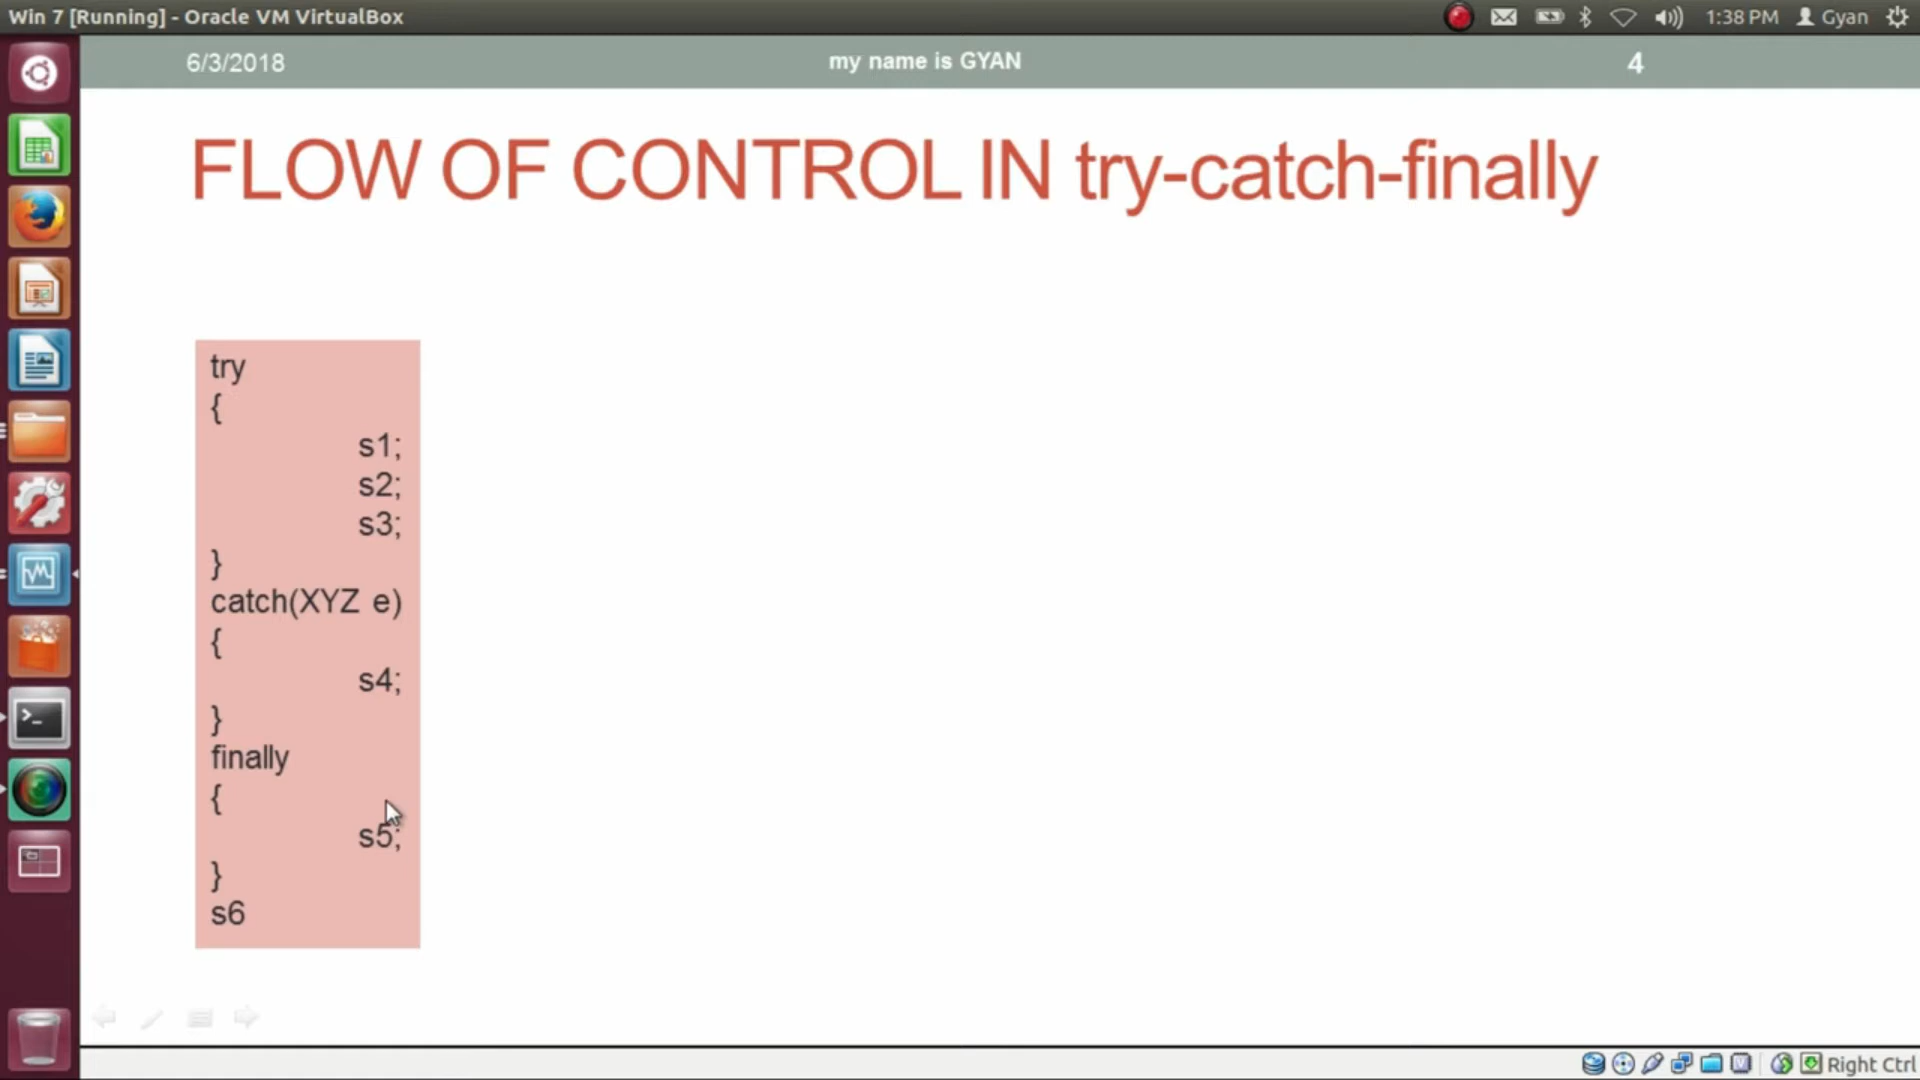 Win 7 [Running] - Oracle VM VirtualBox
1:38 PM Gyan
6/3/2018 my name is GYAN 4
FLOW OF CONTROL IN try-catch-finally
try
{
s1;
s2;
s3;
}
catch(XYZ e)
{
s4;
}
finally
{
s5;
}
s6
Right Ctrl